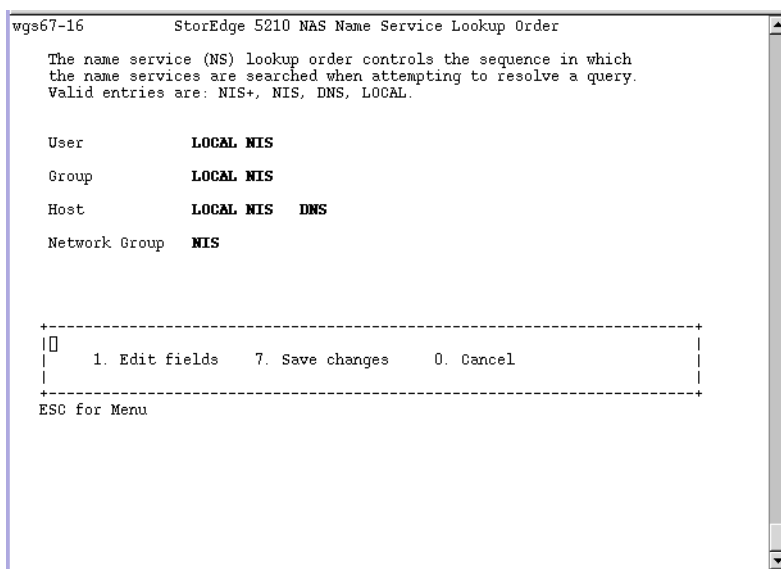 wgs67-16 StorEdge 5210 NAS Name Service Lookup Order
The name service (NS) lookup order controls the sequence in which
the name services are searched when attempting to resolve a query.
Valid entries are: NIS+, NIS, DNS, LOCAL.
User LOCAL NIS
Group LOCAL NIS
Host LOCAL NIS DNS
Network Group NIS
1. Edit fields 7. Save changes 0. Cancel
ESC for Menu